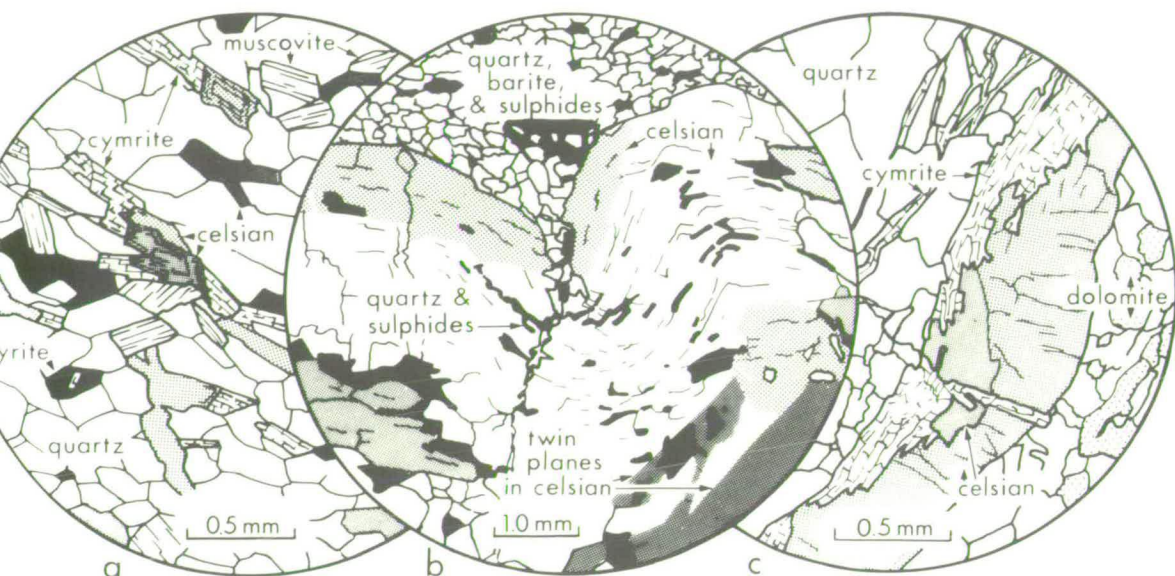 muscovite
cymrite
celsian
yrite
quartz
0.5 mm
a
quartz,
barite,
& sulphides
celsian
quartz &
sulphides
twin
planes
in celsian
1.0 mm
b
quartz
cymrite
dolomite
celsian
0.5 mm
c